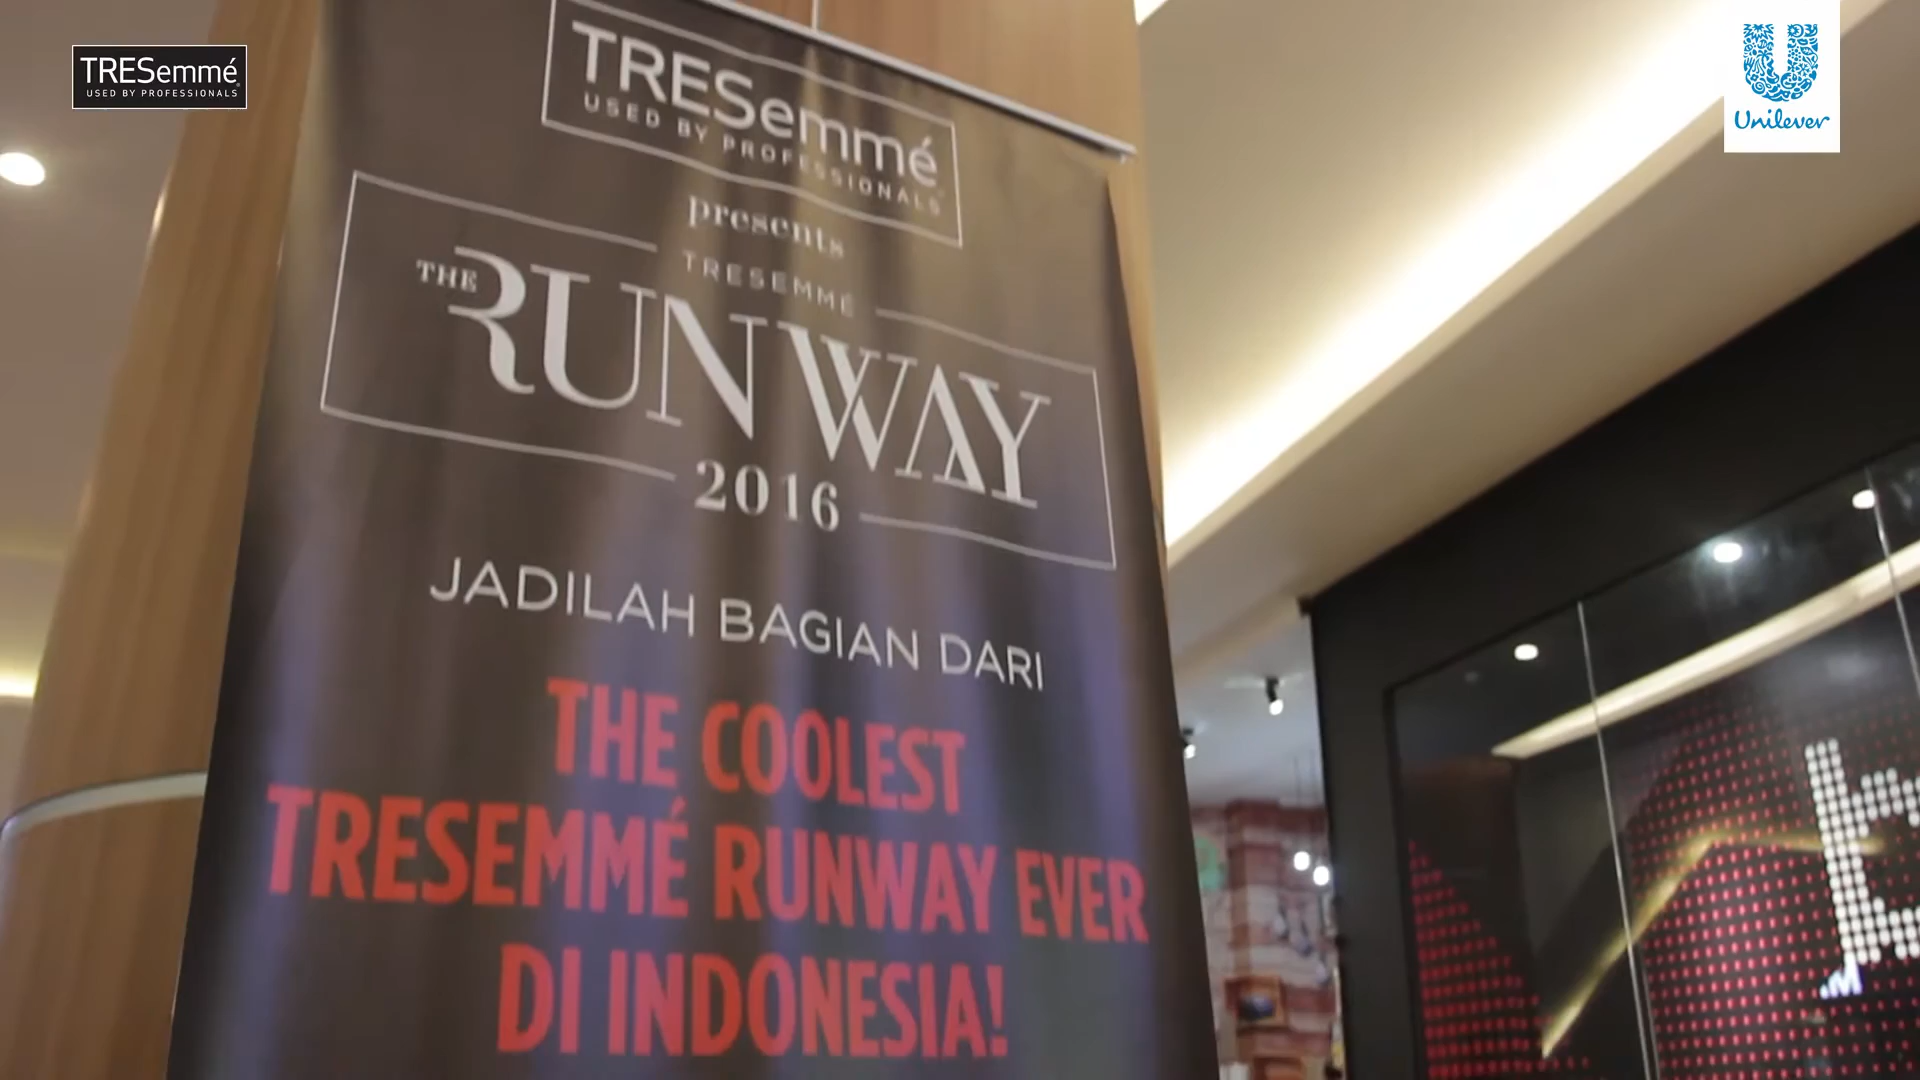 TRESemmé
USED BY PROFESSIONALS
Unilever
TRESemmé
USED BY PROFESSIONALS
presents
TRESEMMÉ
THE RUNWAY
2016
JADILAH BAGIAN DARI
THE COOLEST
TRESEMMÉ RUNWAY EVER
DI INDONESIA!